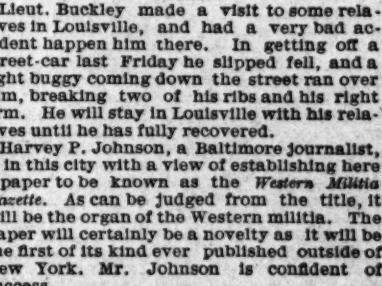 Lieut. Buckley made a visit to some rela-
ves in Louisville, and had a very bad ac-
dent happen him there. In getting off a
reet-car last Friday he slipped fell, and a
ght buggy coming down the street ran over
m, breaking two of his ribs and his right
rm. He will stay in Louisville with his rela-
ves until he has fully recovered.
Harvey P. Johnson, a Baltimore journalist,
in this city with a view of establishing here
paper to be known as the Western Militia
azette. As can be judged from the title, it
ill be the organ of the Western militia. The
aper will certainly be a novelty as it will be
he first of its kind ever published outside of
ew York. Mr. Johnson is confident of